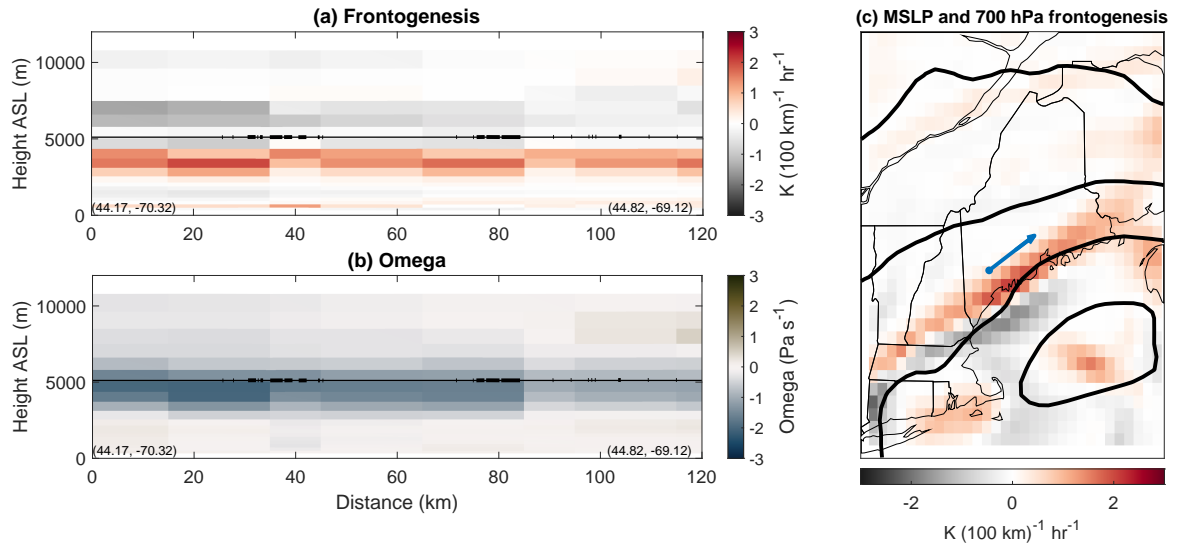 (a) Frontogenesis
Height ASL (m)
10000
5000
0
(44.17, -70.32)
(44.82, -69.12)
0 20 40 60 80 100 120
3
2
1
0
-1
-2
-3
K (100 km)-1 hr-1
(b) Omega
Height ASL (m)
10000
5000
0
(44.17, -70.32)
(44.82, -69.12)
0 20 40 60 80 100 120
Distance (km)
3
2
1
0
-1
-2
-3
Omega (Pa s-1)
(c) MSLP and 700 hPa frontogenesis
-2 0 2
K (100 km)-1 hr-1